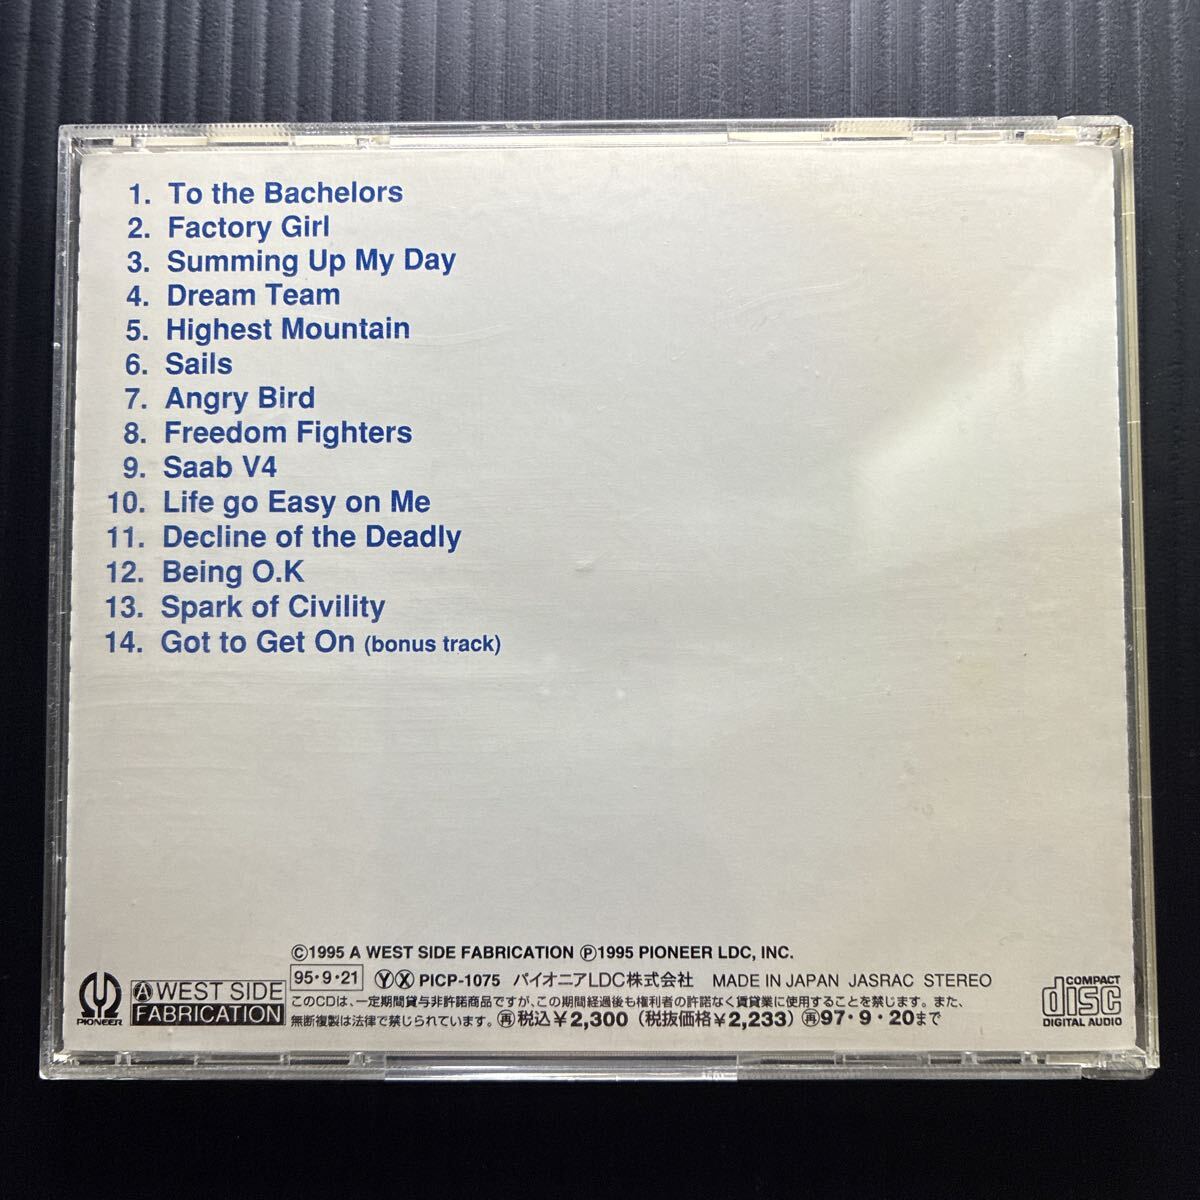 1. To the Bachelors
2. Factory Girl
3. Summing Up My Day
4. Dream Team
5. Highest Mountain
6. Sails
7. Angry Bird
8. Freedom Fighters
9. Saab V4
10. Life go Easy on Me
11. Decline of the Deadly
12. Being O.K
13. Spark of Civility
14. Got to Get On (bonus track)
©1995 A WEST SIDE FABRICATION ℗1995 PIONEER LDC, INC.
95・9・21 ⓎⓍ PICP-1075 パイオニアLDC株式会社 MADE IN JAPAN JASRAC STEREO
このCDは、一定期間貸与非許諾商品ですが、この期間経過後も権利者の許諾なく賃貸業に使用することを禁じます。また、
無断複製は法律で禁じられています。㊢税込¥2,300(税抜価格¥2,233)㊢97・9・20まで
PIONEER
A WEST SIDE
FABRICATION
COMPACT
disc
DIGITAL AUDIO